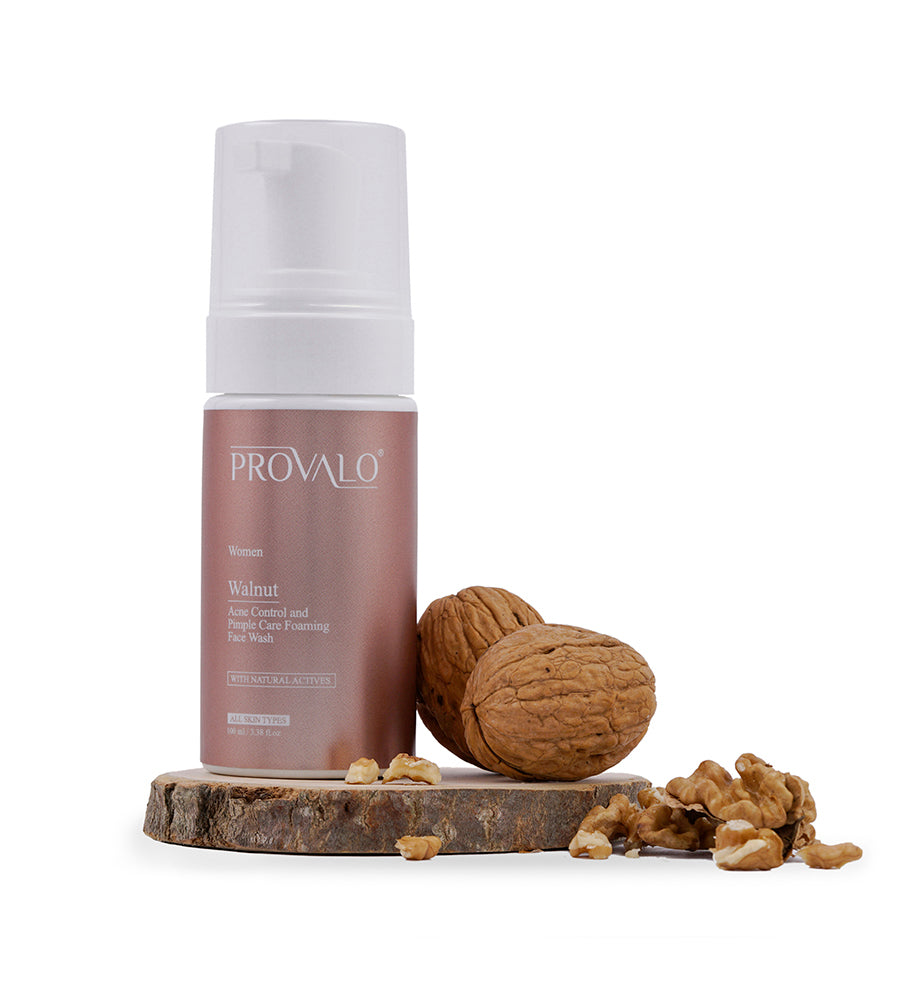 PROVALO®
Women
Walnut
Acne Control and
Pimple Care Foaming
Face Wash
WITH NATURAL ACTIVES
ALL SKIN TYPES
100 ml / 3.38 fl.oz